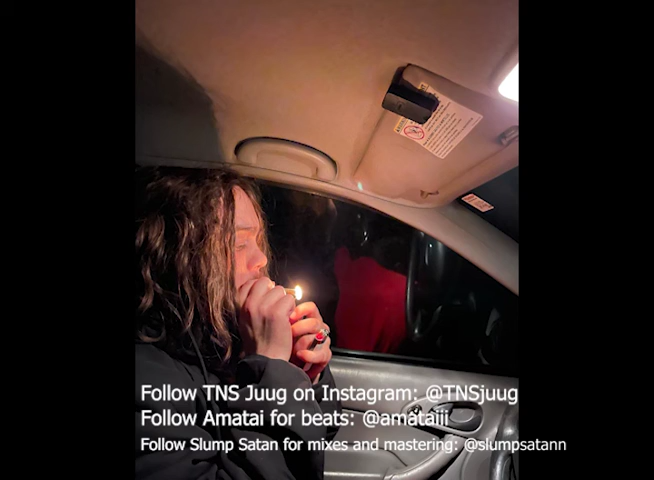 Follow TNS Juug on Instagram: @TNSjuug
Follow Amatai for beats: @amataiii
Follow Slump Satan for mixes and mastering: @slumpsatann